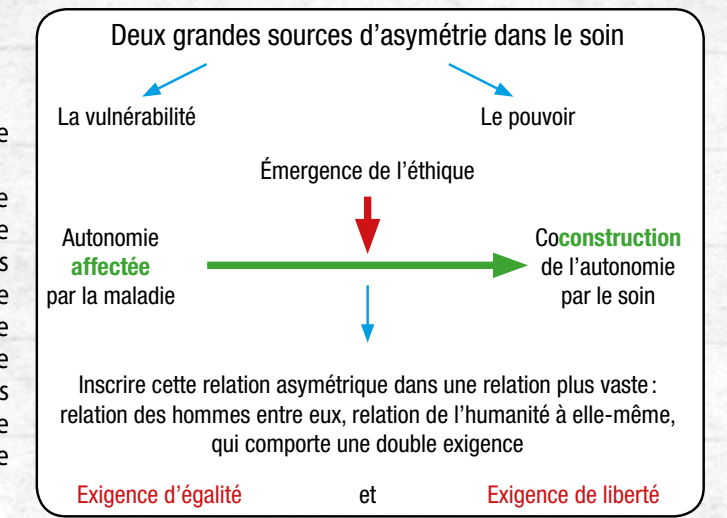 Deux grandes sources d'asymétrie dans le soin
La vulnérabilité
Le pouvoir
Émergence de l'éthique
Autonomie
affectée
par la maladie
Coconstruction
de l'autonomie
par le soin
Inscrire cette relation asymétrique dans une relation plus vaste :
relation des hommes entre eux, relation de l'humanité à elle-même,
qui comporte une double exigence
Exigence d'égalité et Exigence de liberté